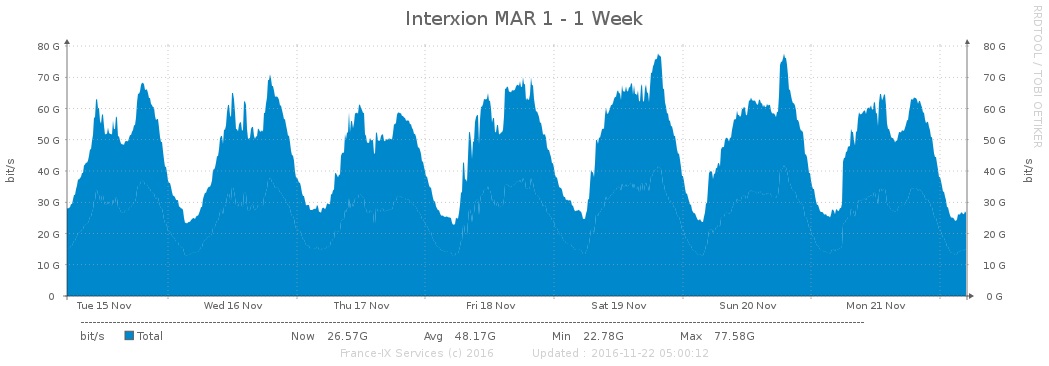 Interxion MAR 1 - 1 Week
RRDTOOL / TOBI OETIKER
80 G 80 G
70 G 70 G
60 G 60 G
50 G 50 G
40 G 40 G
30 G 30 G
20 G 20 G
10 G 10 G
0 0 G
bit/s
bit/s
Tue 15 Nov Wed 16 Nov Thu 17 Nov Fri 18 Nov Sat 19 Nov Sun 20 Nov Mon 21 Nov
bit/s Total Now 26.57G Avg 48.17G Min 22.78G Max 77.58G
France-IX Services (c) 2016 Updated : 2016-11-22 05:00:12